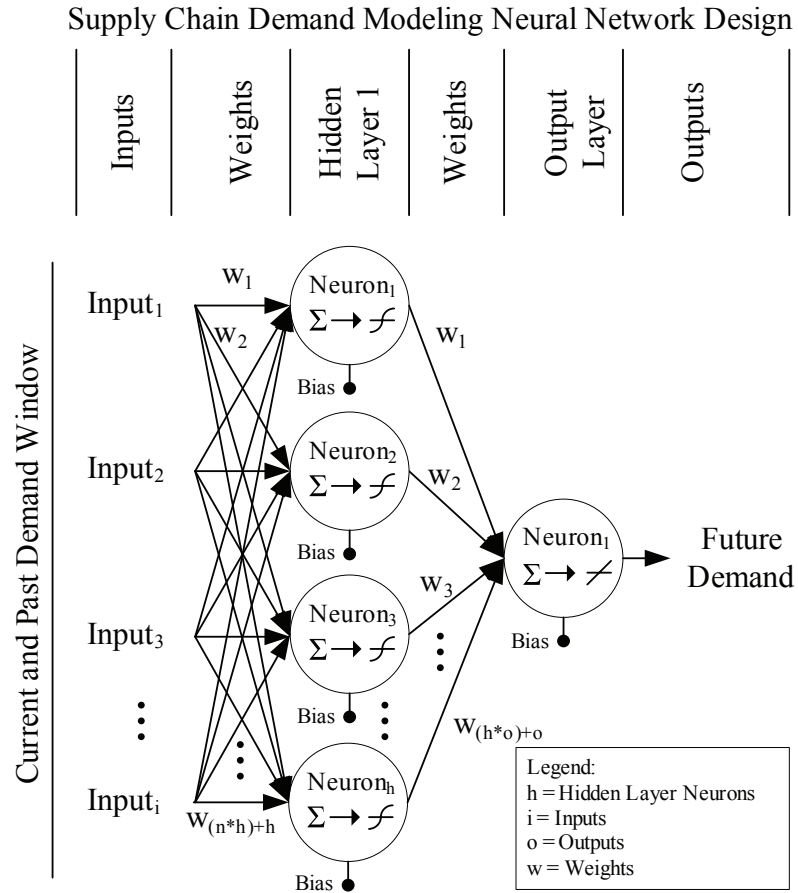 Supply Chain Demand Modeling Neural Network Design
Inputs
Weights
Hidden
Layer 1
Weights
Output
Layer
Outputs
Current and Past Demand Window
Input₁
Input₂
Input₃
Inputᵢ
w₁
w₂
w₍ₙ*ₕ₎₊ₕ
Neuron₁
Σ
Bias
Neuron₂
Σ
Bias
Neuron₃
Σ
Bias
Neuronₕ
Σ
Bias
w₁
w₂
w₃
w₍ₕ*ₒ₎₊ₒ
Neuron₁
Σ
Bias
Future
Demand
Legend:
h = Hidden Layer Neurons
i = Inputs
o = Outputs
w = Weights